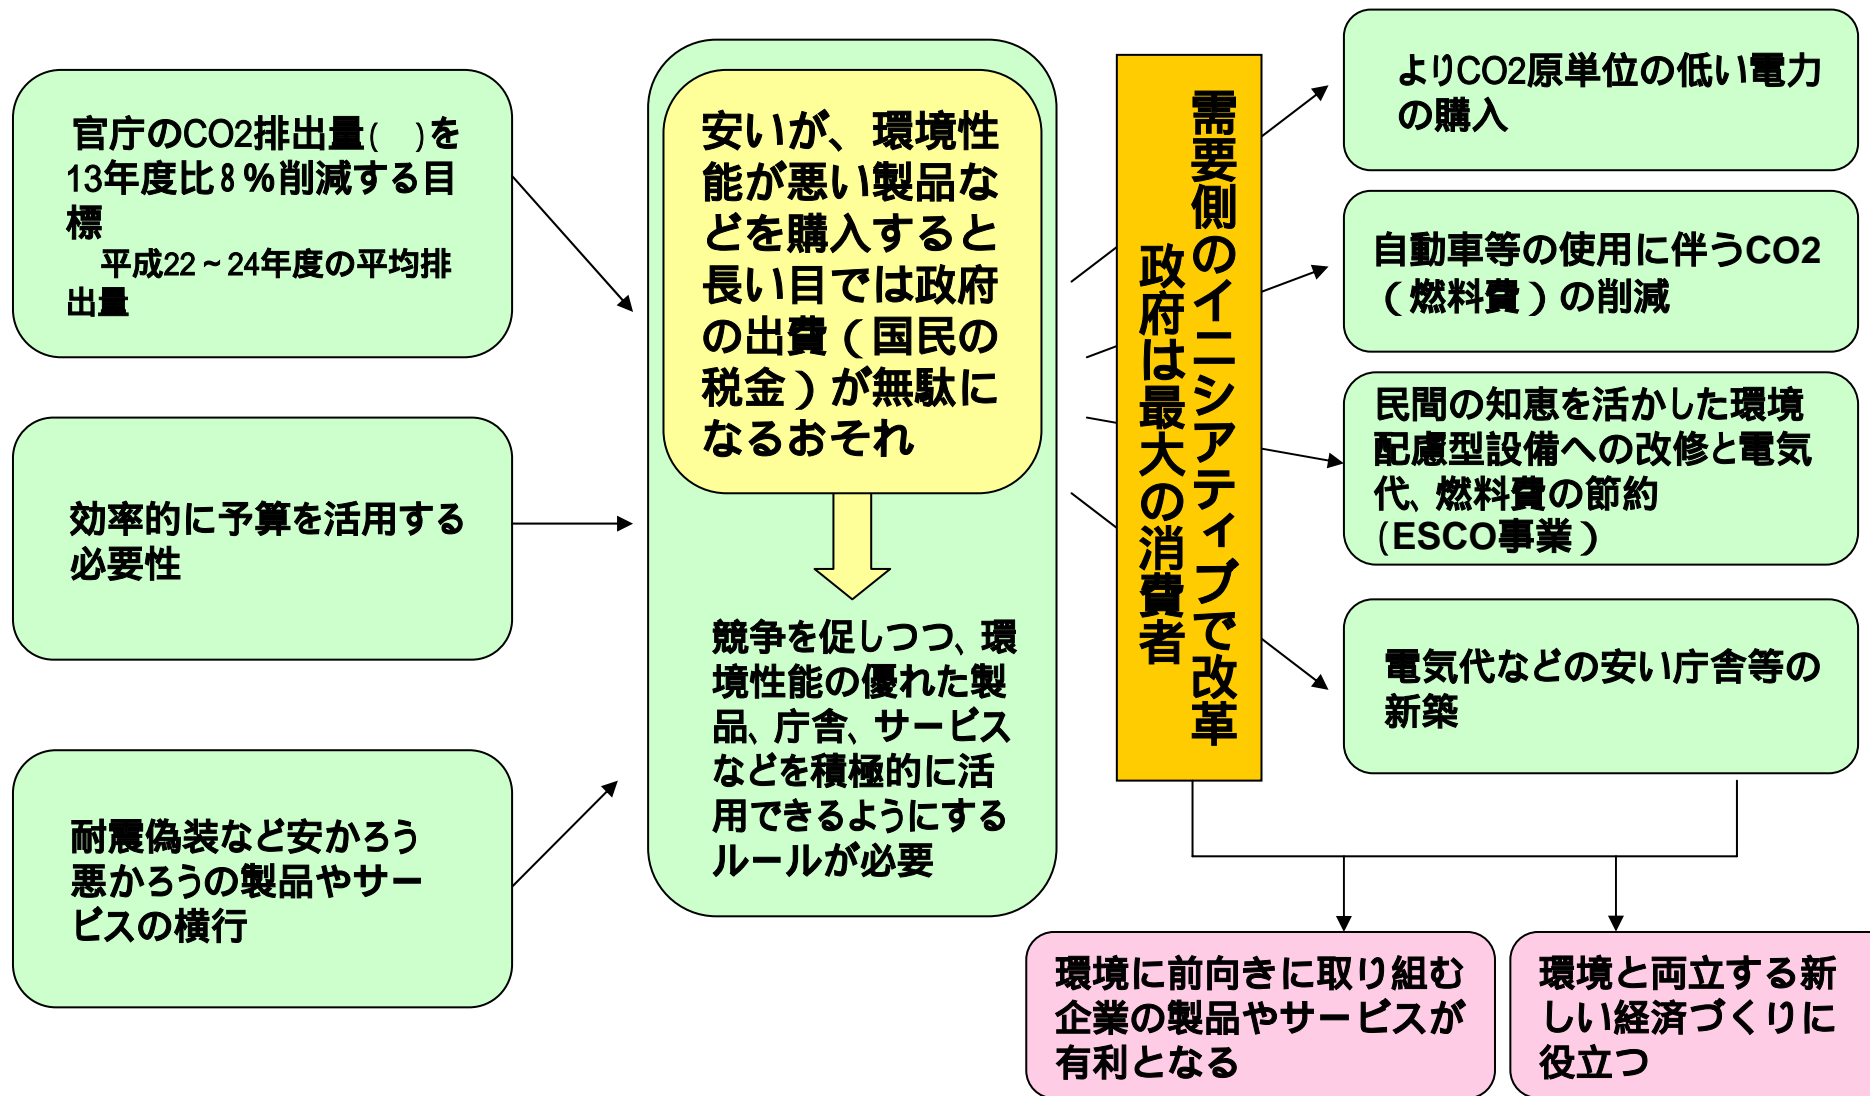 官庁のCO2排出量(　)を
13年度比８％削減する目
標
平成22～24年度の平均排
出量
効率的に予算を活用する
必要性
耐震偽装など安かろう
悪かろうの製品やサー
ビスの横行
安いが、環境性
能が悪い製品な
どを購入すると
長い目では政府
の出費（国民の
税金）が無駄に
なるおそれ
競争を促しつつ、環
境性能の優れた製
品、庁舎、サービス
などを積極的に活
用できるようにする
ルールが必要
需要側のイニシアティブで改革
政府は最大の消費者
よりCO2原単位の低い電力
の購入
自動車等の使用に伴うCO2
（燃料費）の削減
民間の知恵を活かした環境
配慮型設備への改修と電気
代、燃料費の節約
(ESCO事業）
電気代などの安い庁舎等の
新築
環境に前向きに取り組む
企業の製品やサービスが
有利となる
環境と両立する新
しい経済づくりに
役立つ